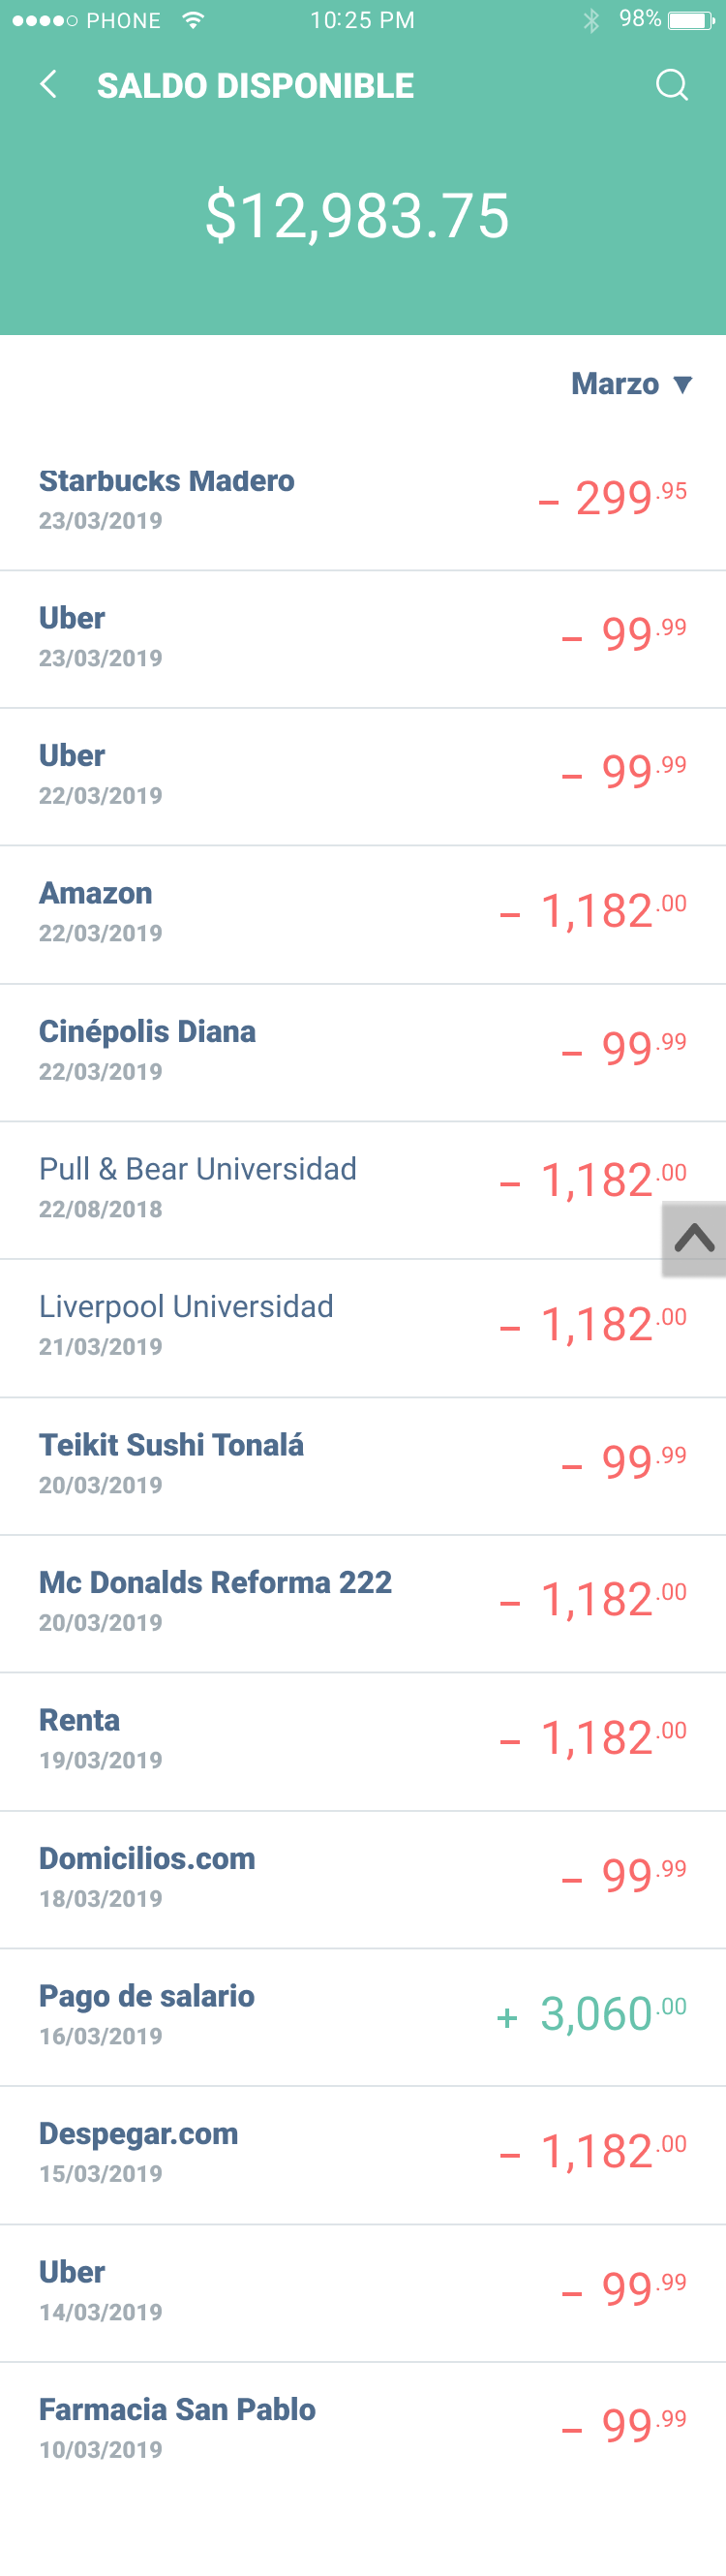 PHONE 10:25 PM 98%
SALDO DISPONIBLE
$12,983.75
Marzo
Starbucks Madero
23/03/2019
- 299.95
Uber
23/03/2019
- 99.99
Uber
22/03/2019
- 99.99
Amazon
22/03/2019
- 1,182.00
Cinépolis Diana
22/03/2019
- 99.99
Pull & Bear Universidad
22/08/2018
- 1,182.00
Liverpool Universidad
21/03/2019
- 1,182.00
Teikit Sushi Tonalá
20/03/2019
- 99.99
Mc Donalds Reforma 222
20/03/2019
- 1,182.00
Renta
19/03/2019
- 1,182.00
Domicilios.com
18/03/2019
- 99.99
Pago de salario
16/03/2019
+ 3,060.00
Despegar.com
15/03/2019
- 1,182.00
Uber
14/03/2019
- 99.99
Farmacia San Pablo
10/03/2019
- 99.99